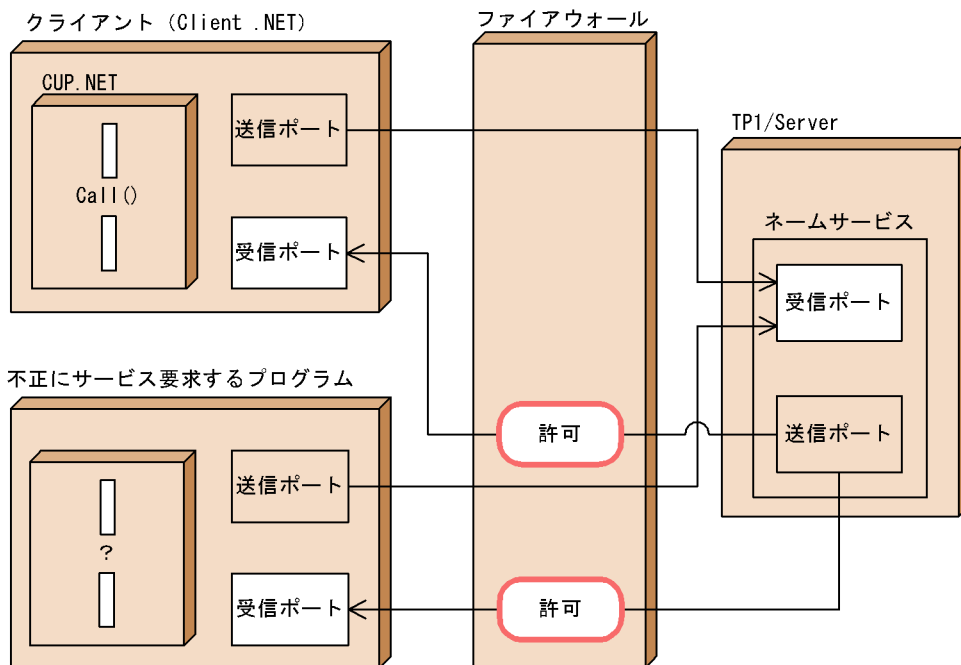 クライアント（Client .NET）
ファイアウォール
CUP.NET
送信ポート
TP1/Server
Call()
ネームサービス
受信ポート
受信ポート
不正にサービス要求するプログラム
許可
送信ポート
送信ポート
?
受信ポート
許可